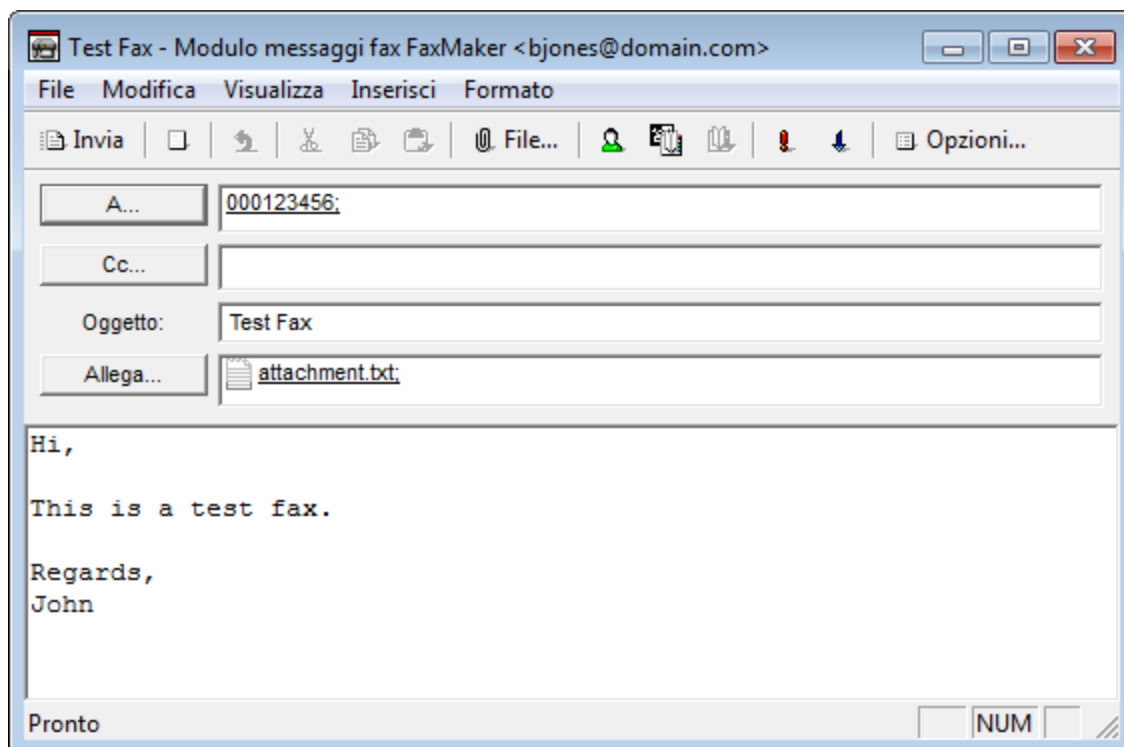 Test Fax - Modulo messaggi fax FaxMaker <bjones@domain.com>
File Modifica Visualizza Inserisci Formato
Invia File... Opzioni...
A... 000123456;
Cc...
Oggetto: Test Fax
Allega... attachment.txt;
Hi,
This is a test fax.
Regards,
John
Pronto NUM